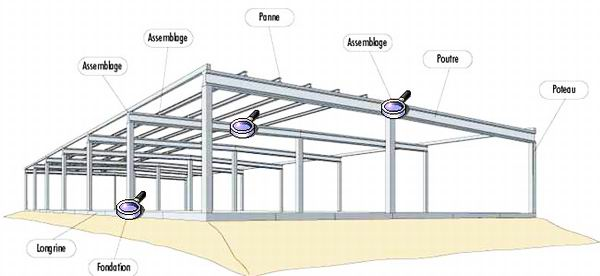 Panne
Assemblage
Assemblage
Assemblage
Poutre
Poteau
Longrine
Fondation